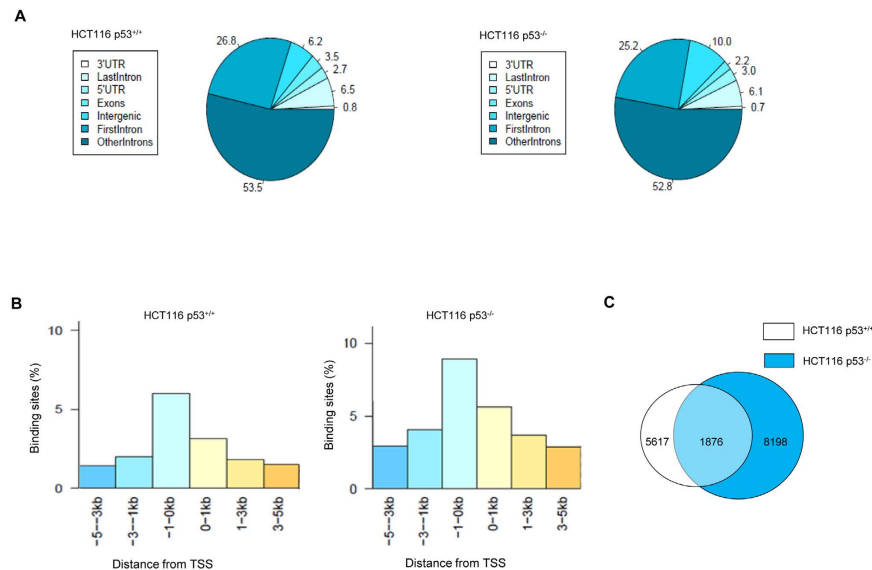 A
HCT116 p53+/+
3'UTR
LastIntron
5'UTR
Exons
Intergenic
FirstIntron
OtherIntrons
26.8
6.2
3.5
2.7
6.5
0.8
53.5
HCT116 p53-/-
3'UTR
LastIntron
5'UTR
Exons
Intergenic
FirstIntron
OtherIntrons
25.2
10.0
2.2
3.0
6.1
0.7
52.8
B
HCT116 p53+/+
Binding sites (%)
10
5
0
−5−−3kb
−3−−1kb
−1−0kb
0−1kb
1−3kb
3−5kb
Distance from TSS
HCT116 p53-/-
Binding sites (%)
10
5
0
−5−−3kb
−3−−1kb
−1−0kb
0−1kb
1−3kb
3−5kb
Distance from TSS
C
HCT116 p53+/+
HCT116 p53-/-
5617
1876
8198